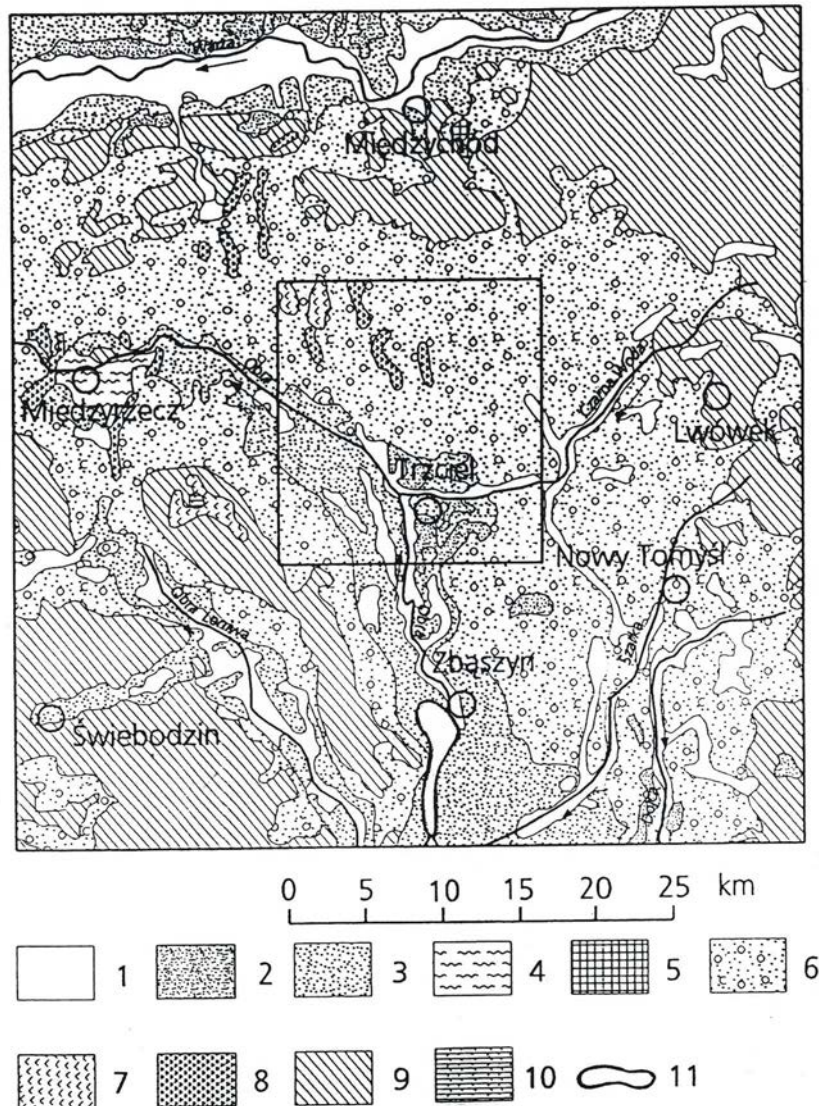 Warta
Międzychód
Obra
Czarna Woda
Międzyrzecz
Lwówek
Trzciel
Nowy Tomyśl
Obra Leniwa
Obra
Szarka
Zbąszyń
Świebodzin
Dojca
0 5 10 15 20 25 km
1 2 3 4 5 6
7 8 9 10 11